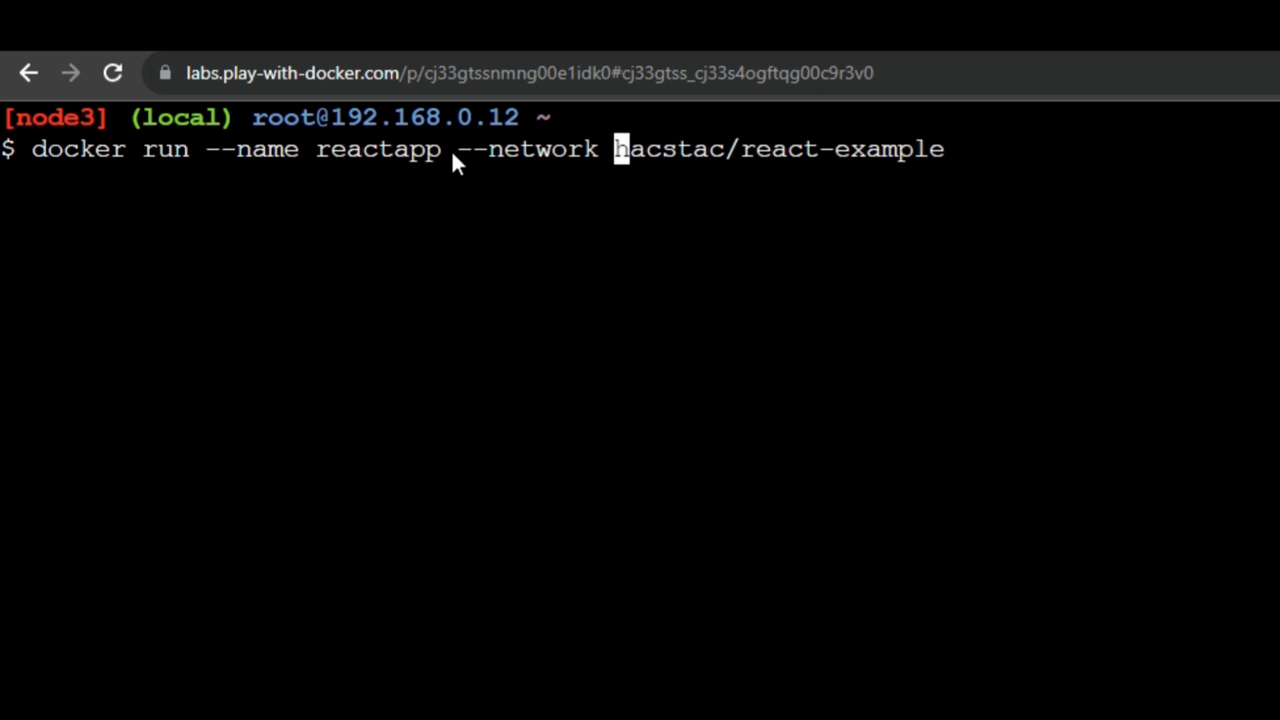 labs.play-with-docker.com/p/cj33gtssnmng00e1idk0#cj33gtss_cj33s4ogftqg00c9r3v0
[node3] (local) root@192.168.0.12 ~
$ docker run --name reactapp --network hacstac/react-example